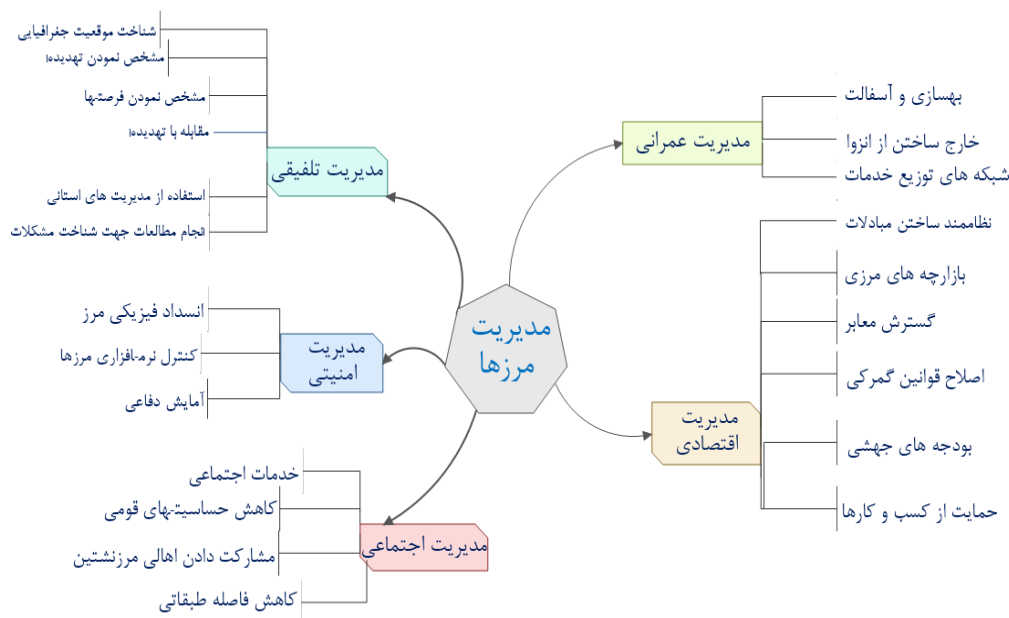 مدیریت
مرزها
مدیریت عمرانی
بهسازی و آسفالت
خارج ساختن از انزوا
شبکه های توزیع خدمات
مدیریت
اقتصادی
نظاممند ساختن مبادلات
بازارچه های مرزی
گسترش معابر
اصلاح قوانین گمرکی
بودجه های جهشی
حمایت از کسب و کارها
مدیریت تلفیقی
شناخت موقعیت جغرافیایی
مشخص نمودن تهدیدها
مشخص نمودن فرصت‌ها
مقابله با تهدیدها
استفاده از مدیریت های استانی
انجام مطالعات جهت شناخت مشکلات
مدیریت
امنیتی
انسداد فیزیکی مرز
کنترل نرم‌افزاری مرزها
آمایش دفاعی
مدیریت اجتماعی
خدمات اجتماعی
کاهش حساسیت‌های قومی
مشارکت دادن اهالی مرزنشتین
کاهش فاصله طبقاتی